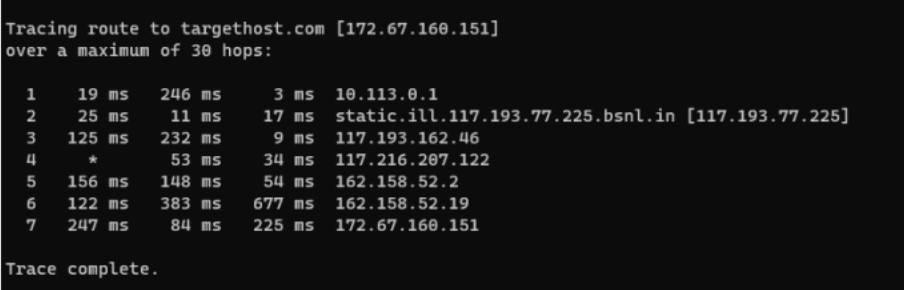 Tracing route to targethost.com [172.67.160.151]
over a maximum of 30 hops:
1 19 ms 246 ms 3 ms 10.113.0.1
2 25 ms 11 ms 17 ms static.ill.117.193.77.225.bsnl.in [117.193.77.225]
3 125 ms 232 ms 9 ms 117.193.162.46
4 * 53 ms 34 ms 117.216.207.122
5 156 ms 148 ms 54 ms 162.158.52.2
6 122 ms 383 ms 677 ms 162.158.52.19
7 247 ms 84 ms 225 ms 172.67.160.151
Trace complete.